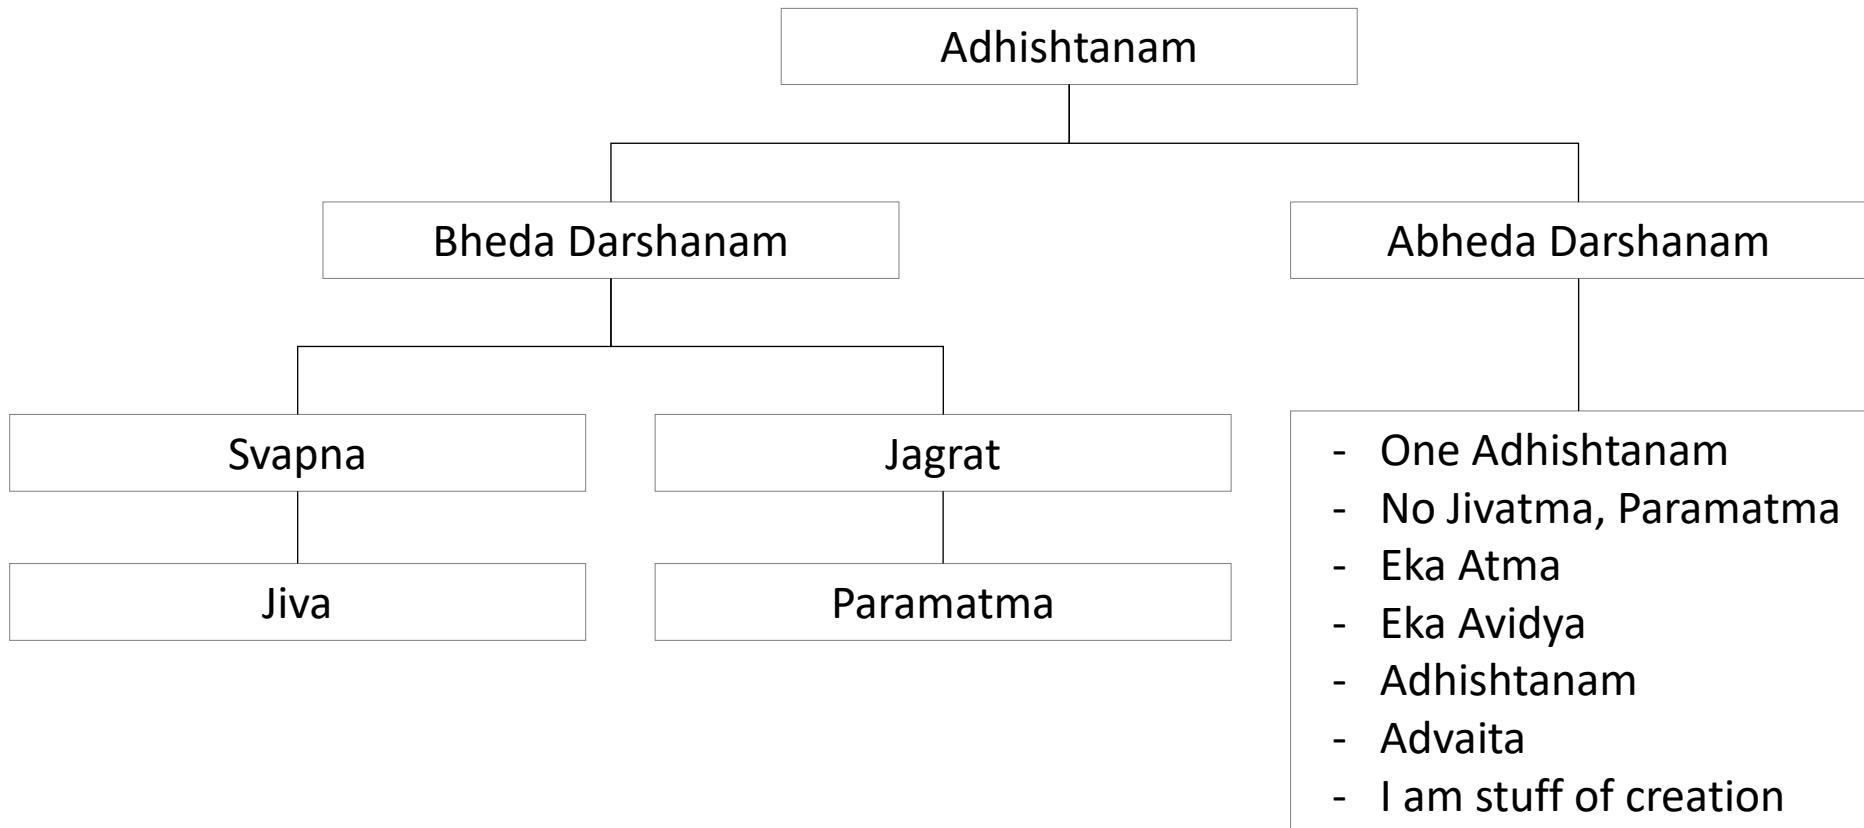 Adhishtanam
Bheda Darshanam
Abheda Darshanam
Svapna
Jagrat
Jiva
Paramatma
- One Adhishtanam
- No Jivatma, Paramatma
- Eka Atma
- Eka Avidya
- Adhishtanam
- Advaita
- I am stuff of creation